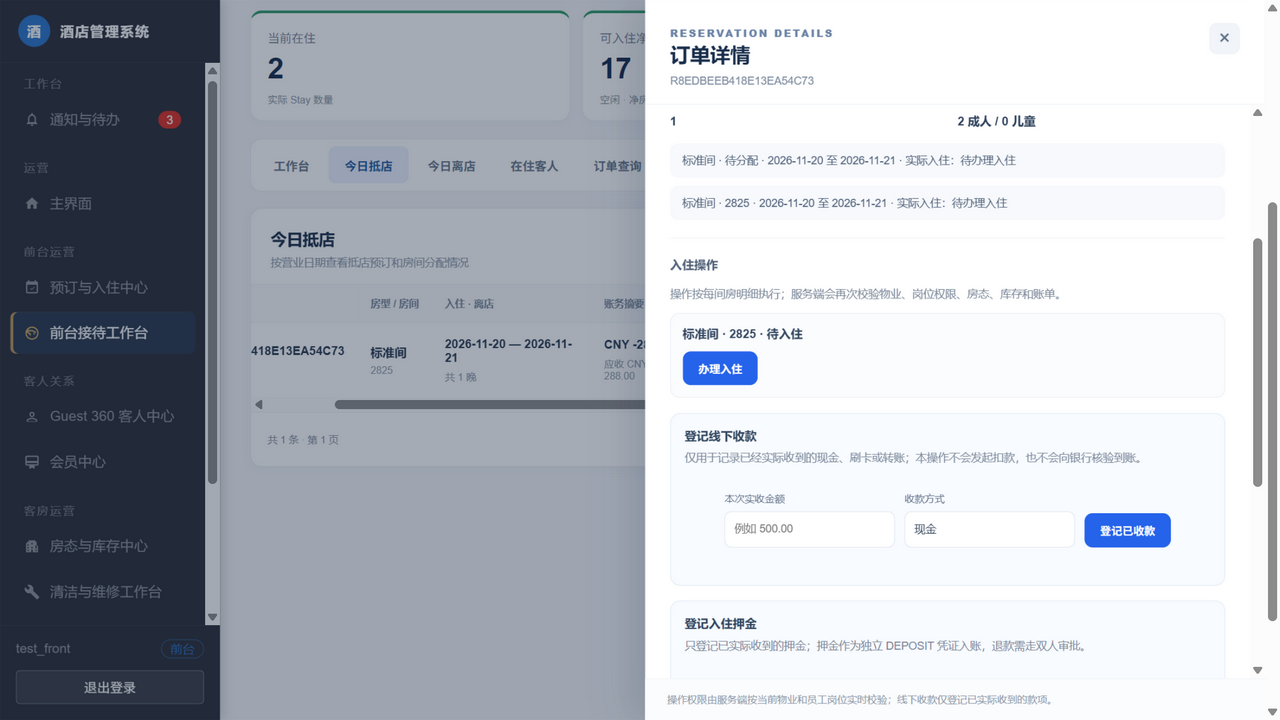 酒 酒店管理系统
工作台
通知与待办 3
运营
主界面
前台运营
预订与入住中心
前台接待工作台
客人关系
Guest 360 客人中心
会员中心
客房运营
房态与库存中心
清洁与维修工作台
test_front 前台
退出登录
当前在住
2
实际 Stay 数量
可入住净
17
空闲 · 净房
工作台 今日抵店 今日离店 在住客人 订单查询
今日抵店
按营业日期查看抵店预订和房间分配情况
房型 / 房间 入住 · 离店 账务摘要
418E13EA54C73 标准间 2026-11-20 — 2026-11-
21 CNY -28
2825 共 1 晚 应收 CNY
288.00
共 1 条 · 第 1 页
RESERVATION DETAILS
订单详情
R8EDBEEB418E13EA54C73
✕
1 2 成人 / 0 儿童
标准间 · 待分配 · 2026-11-20 至 2026-11-21 · 实际入住：待办理入住
标准间 · 2825 · 2026-11-20 至 2026-11-21 · 实际入住：待办理入住
入住操作
操作按每间房明细执行；服务端会再次校验物业、岗位权限、房态、库存和账单。
标准间 · 2825 · 待入住
办理入住
登记线下收款
仅用于记录已经实际收到的现金、刷卡或转账；本操作不会发起扣款，也不会向银行核验到账。
本次实收金额 收款方式
例如 500.00 现金 登记已收款
登记入住押金
只登记已实际收到的押金；押金作为独立 DEPOSIT 凭证入账，退款需走双人审批。
操作权限由服务端按当前物业和员工岗位实时校验；线下收款仅登记已实际收到的款项。